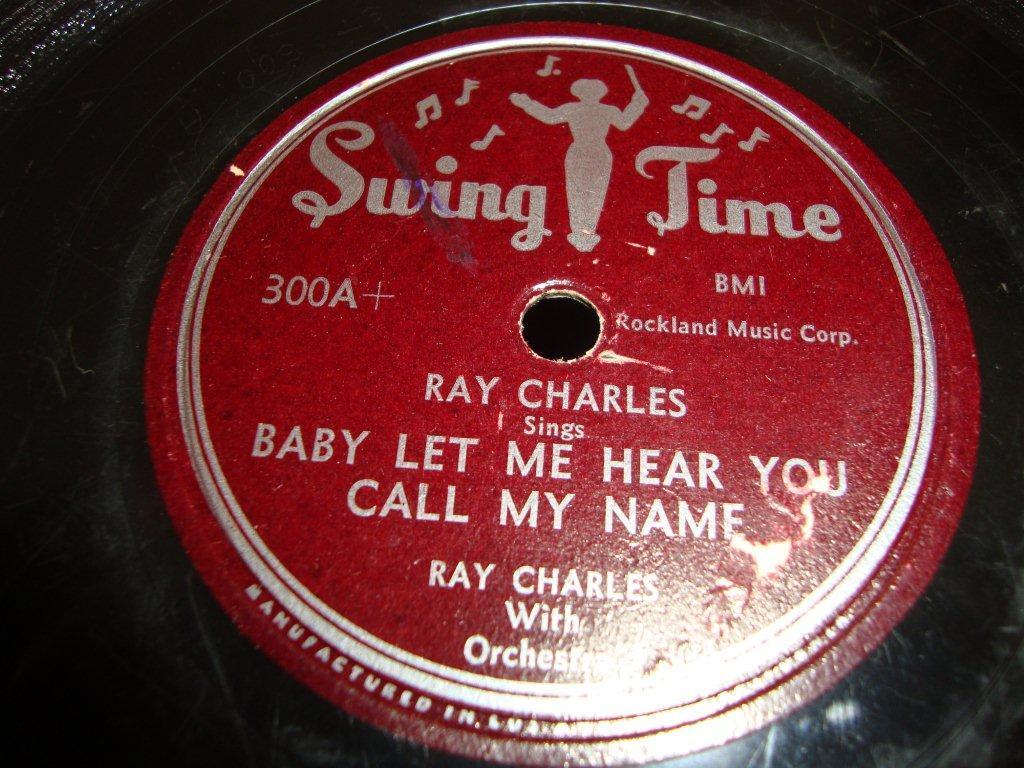 Swing Time
300A+
BMI
Rockland Music Corp.
RAY CHARLES
Sings
BABY LET ME HEAR YOU
CALL MY NAME
RAY CHARLES
With
Orchestra
MANUFACTURED IN